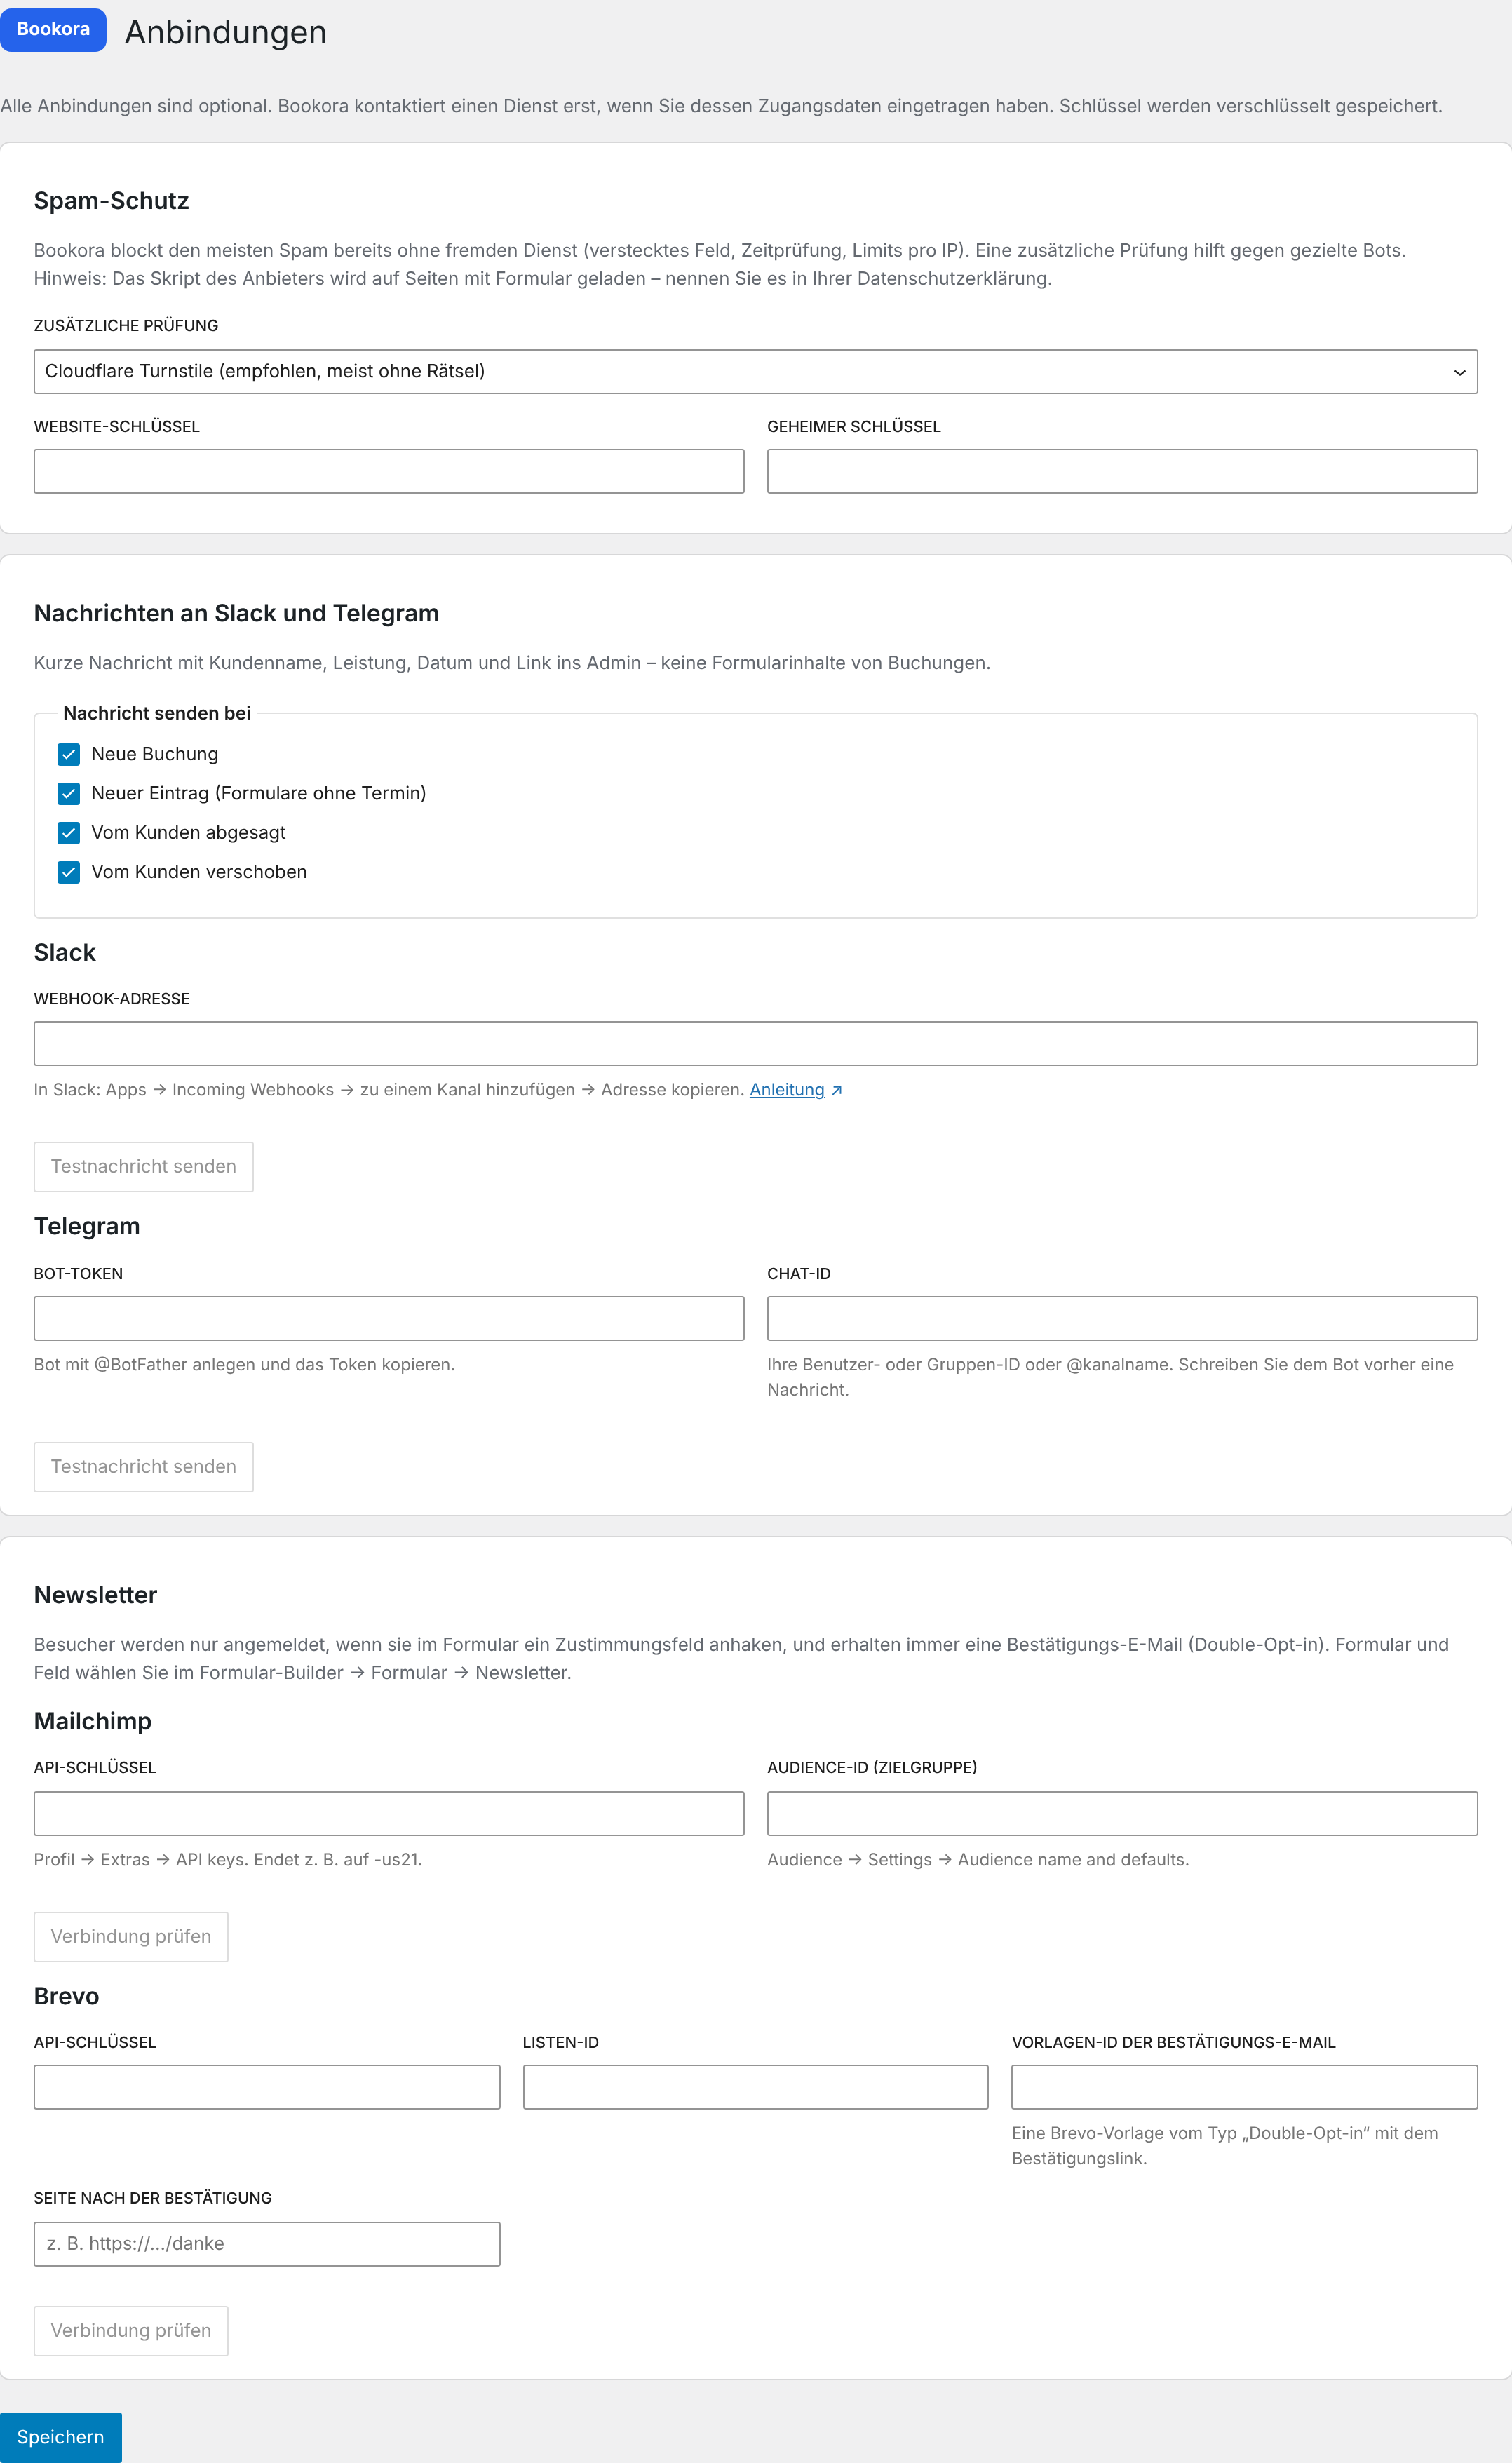 Bookora
Anbindungen
Alle Anbindungen sind optional. Bookora kontaktiert einen Dienst erst, wenn Sie dessen Zugangsdaten eingetragen haben. Schlüssel werden verschlüsselt gespeichert.
Spam-Schutz
Bookora blockt den meisten Spam bereits ohne fremden Dienst (verstecktes Feld, Zeitprüfung, Limits pro IP). Eine zusätzliche Prüfung hilft gegen gezielte Bots.
Hinweis: Das Skript des Anbieters wird auf Seiten mit Formular geladen – nennen Sie es in Ihrer Datenschutzerklärung.
ZUSÄTZLICHE PRÜFUNG
Cloudflare Turnstile (empfohlen, meist ohne Rätsel)
WEBSITE-SCHLÜSSEL
GEHEIMER SCHLÜSSEL
Nachrichten an Slack und Telegram
Kurze Nachricht mit Kundenname, Leistung, Datum und Link ins Admin – keine Formularinhalte von Buchungen.
Nachricht senden bei
Neue Buchung
Neuer Eintrag (Formulare ohne Termin)
Vom Kunden abgesagt
Vom Kunden verschoben
Slack
WEBHOOK-ADRESSE
In Slack: Apps → Incoming Webhooks → zu einem Kanal hinzufügen → Adresse kopieren. Anleitung ↗
Testnachricht senden
Telegram
BOT-TOKEN
CHAT-ID
Bot mit @BotFather anlegen und das Token kopieren.
Ihre Benutzer- oder Gruppen-ID oder @kanalname. Schreiben Sie dem Bot vorher eine
Nachricht.
Testnachricht senden
Newsletter
Besucher werden nur angemeldet, wenn sie im Formular ein Zustimmungsfeld anhaken, und erhalten immer eine Bestätigungs-E-Mail (Double-Opt-in). Formular und
Feld wählen Sie im Formular-Builder → Formular → Newsletter.
Mailchimp
API-SCHLÜSSEL
AUDIENCE-ID (ZIELGRUPPE)
Profil → Extras → API keys. Endet z. B. auf -us21.
Audience → Settings → Audience name and defaults.
Verbindung prüfen
Brevo
API-SCHLÜSSEL
LISTEN-ID
VORLAGEN-ID DER BESTÄTIGUNGS-E-MAIL
Eine Brevo-Vorlage vom Typ „Double-Opt-in“ mit dem
Bestätigungslink.
SEITE NACH DER BESTÄTIGUNG
z. B. https://…/danke
Verbindung prüfen
Speichern